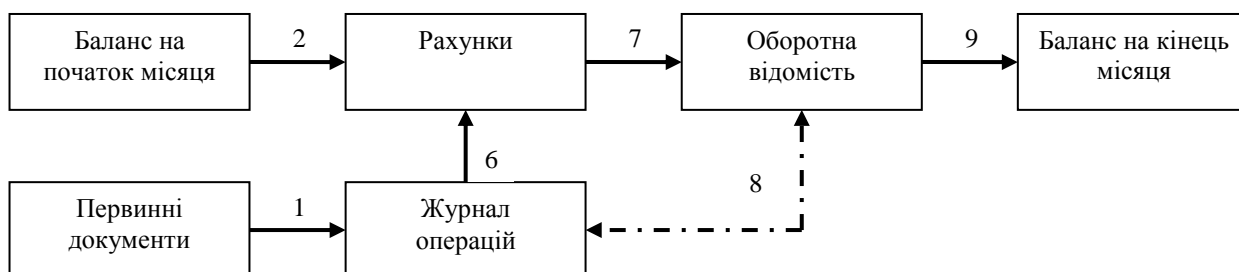 Баланс на
початок місяця
2
Рахунки
7
Оборотна
відомість
9
Баланс на кінець
місяця
6
8
Первинні
документи
1
Журнал
операцій